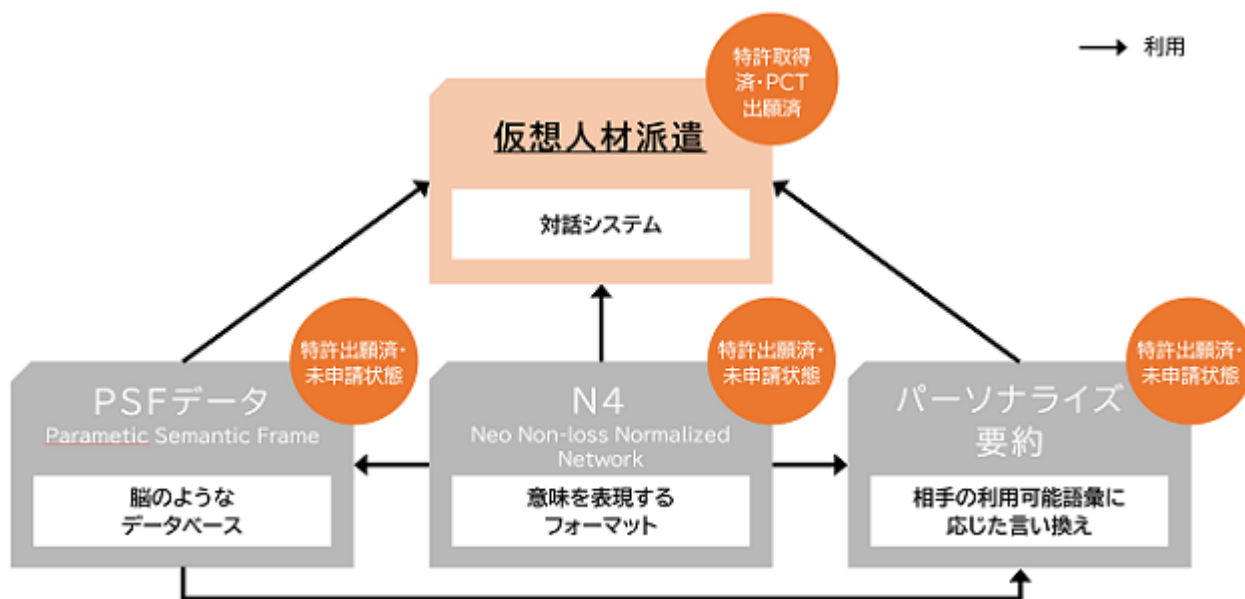 利用
特許取得
済・PCT
出願済
仮想人材派遣
対話システム
特許出願済・
未申請状態
PSFデータ
Parametic Semantic Frame
脳のような
データベース
特許出願済・
未申請状態
N4
Neo Non-loss Normalized
Network
意味を表現する
フォーマット
特許出願済・
未申請状態
パーソナライズ
要約
相手の利用可能語彙に
応じた言い換え